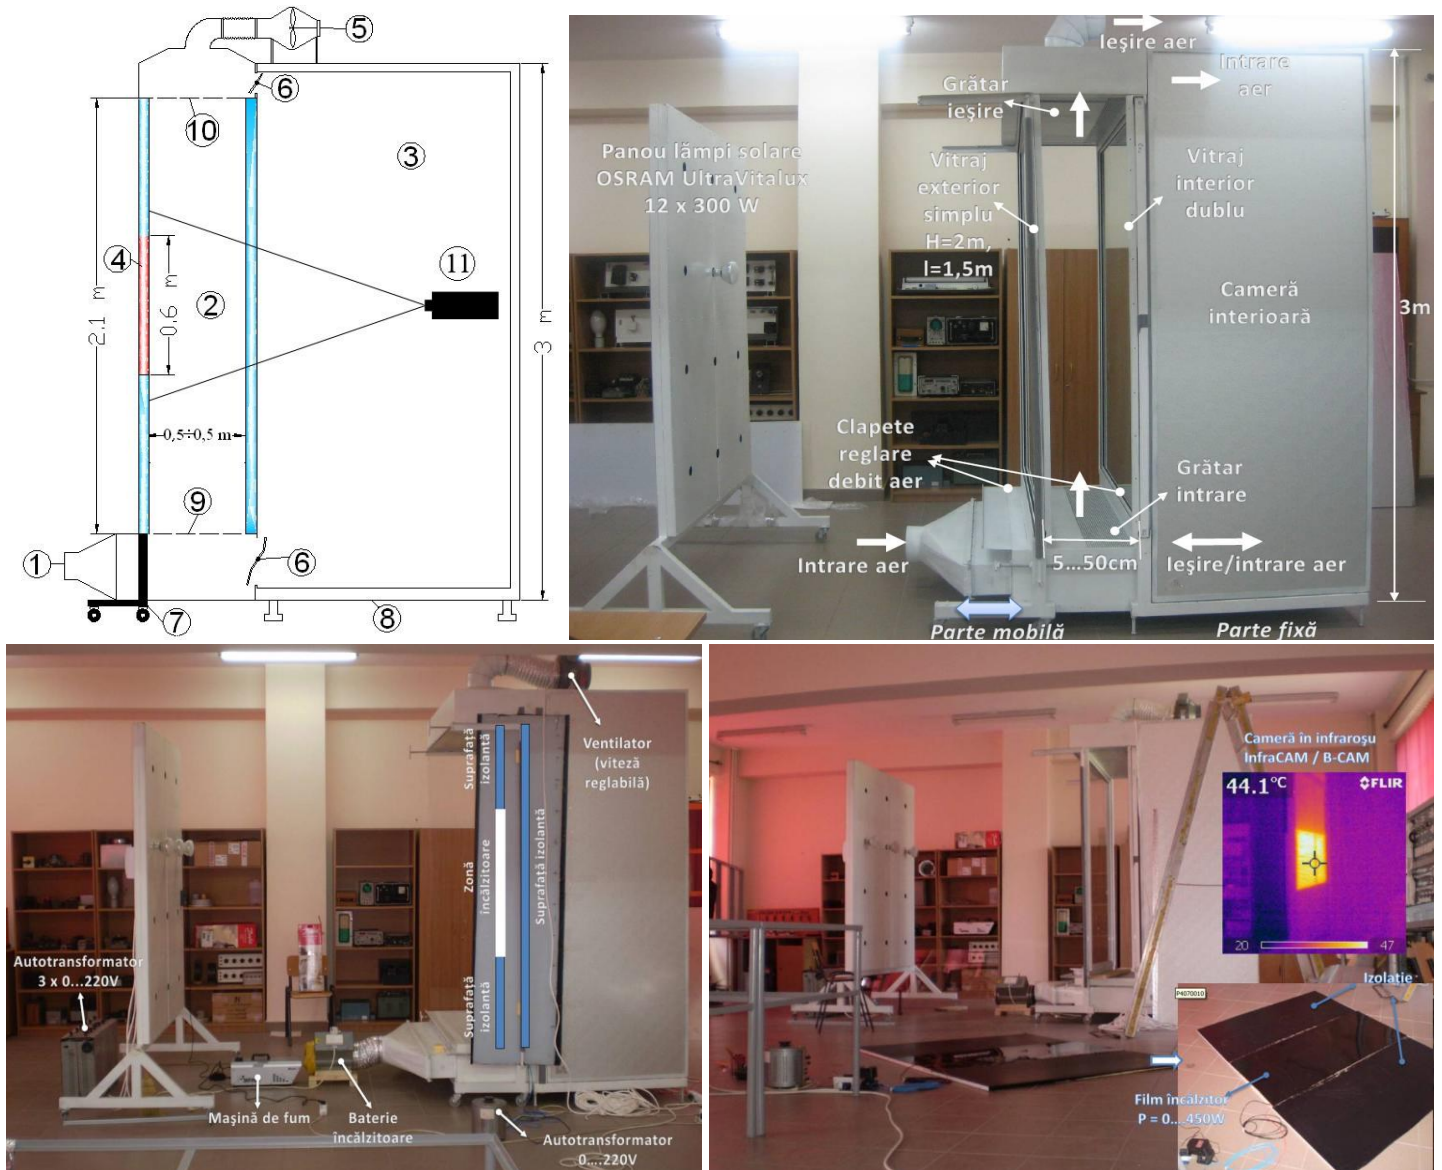 5
6
10
3
4
11
2.1 m
0.6 m
2
3 m
0,5÷0,5 m
9
1
6
7
8
Ieşire aer
Intrare
aer
Grătar
ieşire
Panou lămpi solare
OSRAM UltraVitalux
12 x 300 W
Vitraj
exterior
simplu
H=2m,
l=1,5m
Vitraj
interior
dublu
Cameră
interioară
3m
Clapete
reglare
debit aer
Grătar
intrare
Intrare aer
5...50cm
Ieşire/intrare aer
Parte mobilă
Parte fixă
Ventilator
(viteză
reglabilă)
Suprafaţă
izolantă
Zonă
încălzitoare
Suprafaţă izolantă
Suprafaţă
izolantă
Autotransformator
3 x 0...220V
Maşină de fum
Baterie
încălzitoare
Autotransformator
0....220V
Cameră în infraroşu
InfraCAM / B-CAM
44.1°C
FLIR
20
47
P4070010
Izolaţie
Film încălzitor
P = 0....450W